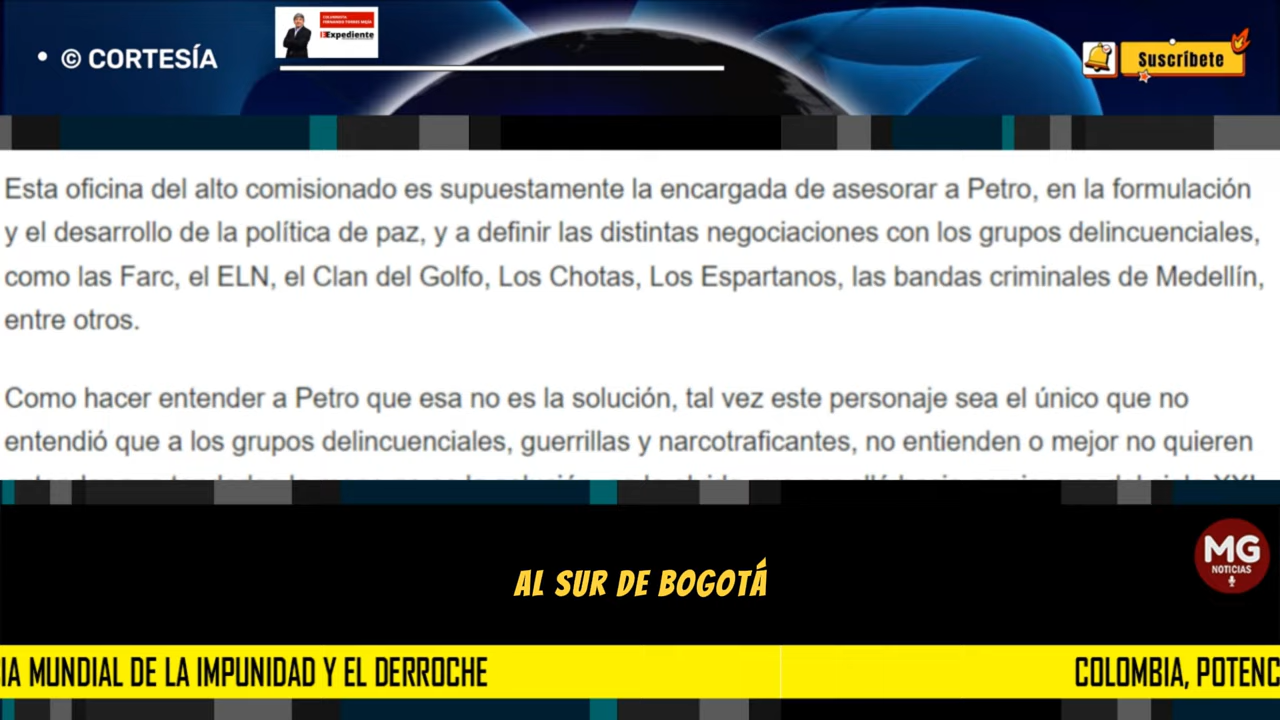 • © CORTESÍA
COLUMNISTA
FERNANDO TORRES MEJÍA
Expediente
Suscríbete
Esta oficina del alto comisionado es supuestamente la encargada de asesorar a Petro, en la formulación
y el desarrollo de la política de paz, y a definir las distintas negociaciones con los grupos delincuenciales,
como las Farc, el ELN, el Clan del Golfo, Los Chotas, Los Espartanos, las bandas criminales de Medellín,
entre otros.
Como hacer entender a Petro que esa no es la solución, tal vez este personaje sea el único que no
entendió que a los grupos delincuenciales, guerrillas y narcotraficantes, no entienden o mejor no quieren
MG
NOTICIAS
AL SUR DE BOGOTÁ
IA MUNDIAL DE LA IMPUNIDAD Y EL DERROCHE
COLOMBIA, POTENC